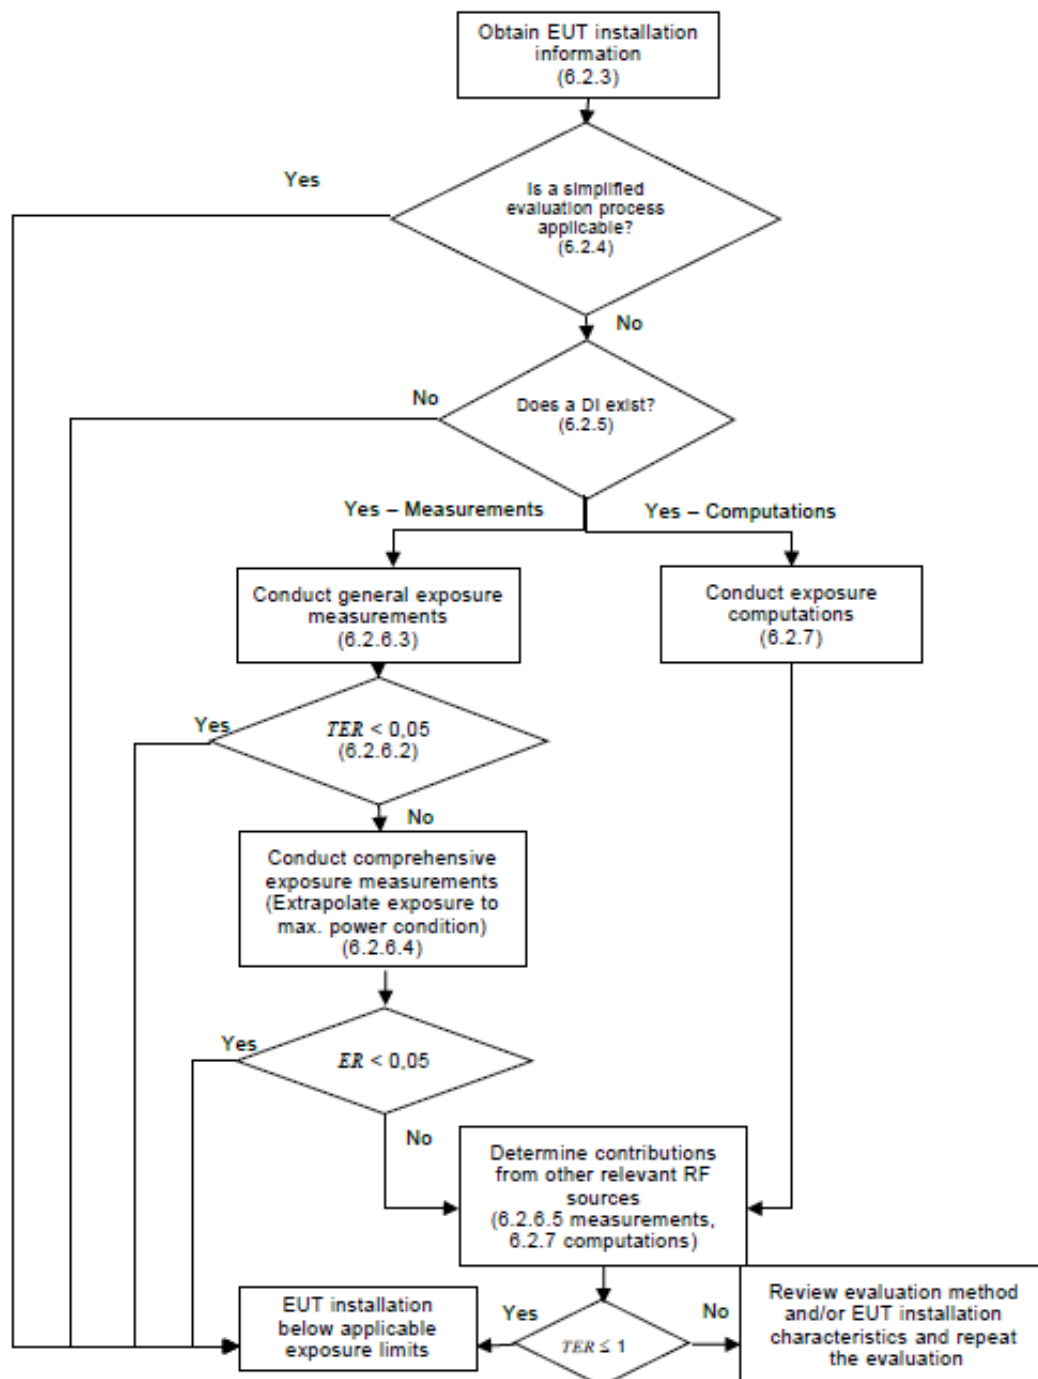 Obtain EUT installation
information
(6.2.3)
Yes
Is a simplified
evaluation process
applicable?
(6.2.4)
No
No
Does a DI exist?
(6.2.5)
Yes – Measurements
Yes – Computations
Conduct general exposure
measurements
(6.2.6.3)
Conduct exposure
computations
(6.2.7)
Yes
TER < 0,05
(6.2.6.2)
No
Conduct comprehensive
exposure measurements
(Extrapolate exposure to
max. power condition)
(6.2.6.4)
Yes
ER < 0,05
No
Determine contributions
from other relevant RF
sources
(6.2.6.5 measurements,
6.2.7 computations)
EUT installation
below applicable
exposure limits
Yes
TER ≤ 1
No
Review evaluation method
and/or EUT installation
characteristics and repeat
the evaluation